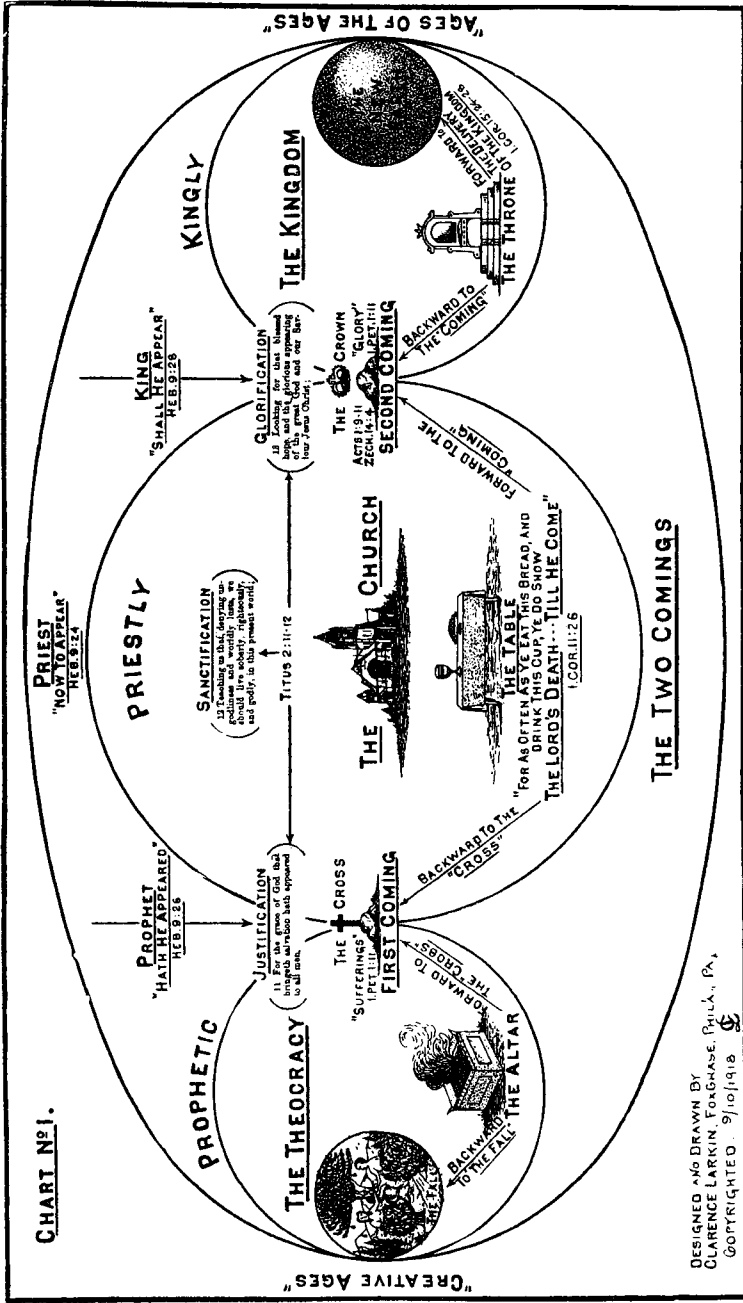 CHART Nº1.
"CREATIVE AGES"
"AGES OF THE AGES"
PROPHET
"HATH HE APPEARED"
HEB.9:26
PRIEST
"NOW TO APPEAR"
HEB.9:24
KING
"SHALL HE APPEAR"
HEB.9:28
PROPHETIC
PRIESTLY
KINGLY
JUSTIFICATION
11 For the grace of God that
bringeth salvation hath appeared
to all men,
SANCTIFICATION
12 Teaching us that, denying un-
godliness and worldly lusts, we
should live soberly, righteously,
and godly, in this present world;
TITUS 2:11-12
GLORIFICATION
13 Looking for that blessed
hope, and the glorious appearing
of the great God and our Sav-
iour Jesus Christ;
THE THEOCRACY
THE FALL
BACKWARD
TO THE FALL
THE ALTAR
FORWARD TO
THE "CROSS"
THE CROSS
"SUFFERINGS"
1.PET 1:11
FIRST COMING
THE CHURCH
THE TABLE
"FOR AS OFTEN AS YE EAT THIS BREAD, AND
DRINK THIS CUP, YE DO SHOW
THE LORD'S DEATH---TILL HE COME"
1.COR.11:26
BACKWARD TO THE
"CROSS"
FORWARD TO THE
"COMING"
THE CROWN
ACTS 1:9-11
ZECH.14:4
"GLORY"
1.PET.1:11
SECOND COMING
THE KINGDOM
BACKWARD TO
THE "COMING"
THE THRONE
FORWARD TO
THE DELIVERY
OF THE KINGDOM
1.COR.15:24-28
THE TWO COMINGS
DESIGNED AND DRAWN BY
CLARENCE LARKIN, FOXCHASE, PHIL'A., PA.
COPYRIGHTED. 9/10/1918